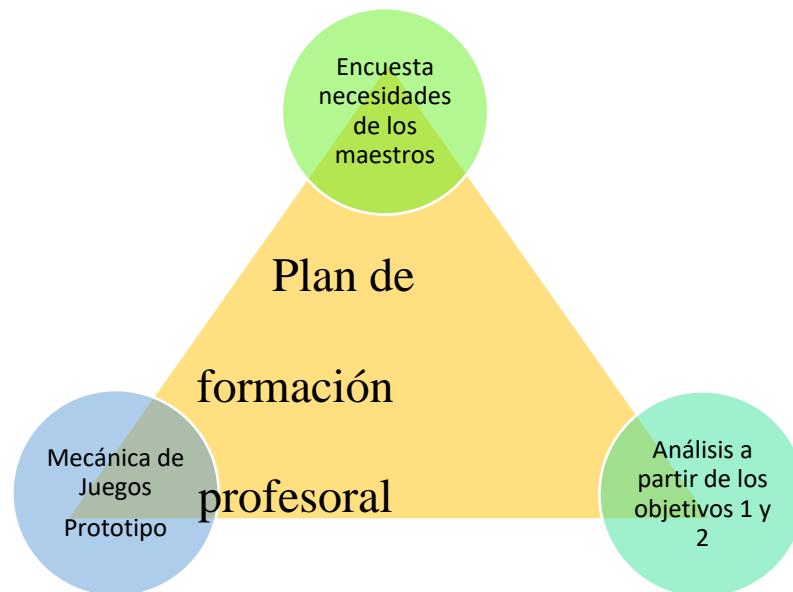 Encuesta
necesidades
de los
maestros
Plan de
formación
profesoral
Mecánica de
Juegos
Prototipo
Análisis a
partir de los
objetivos 1 y
2